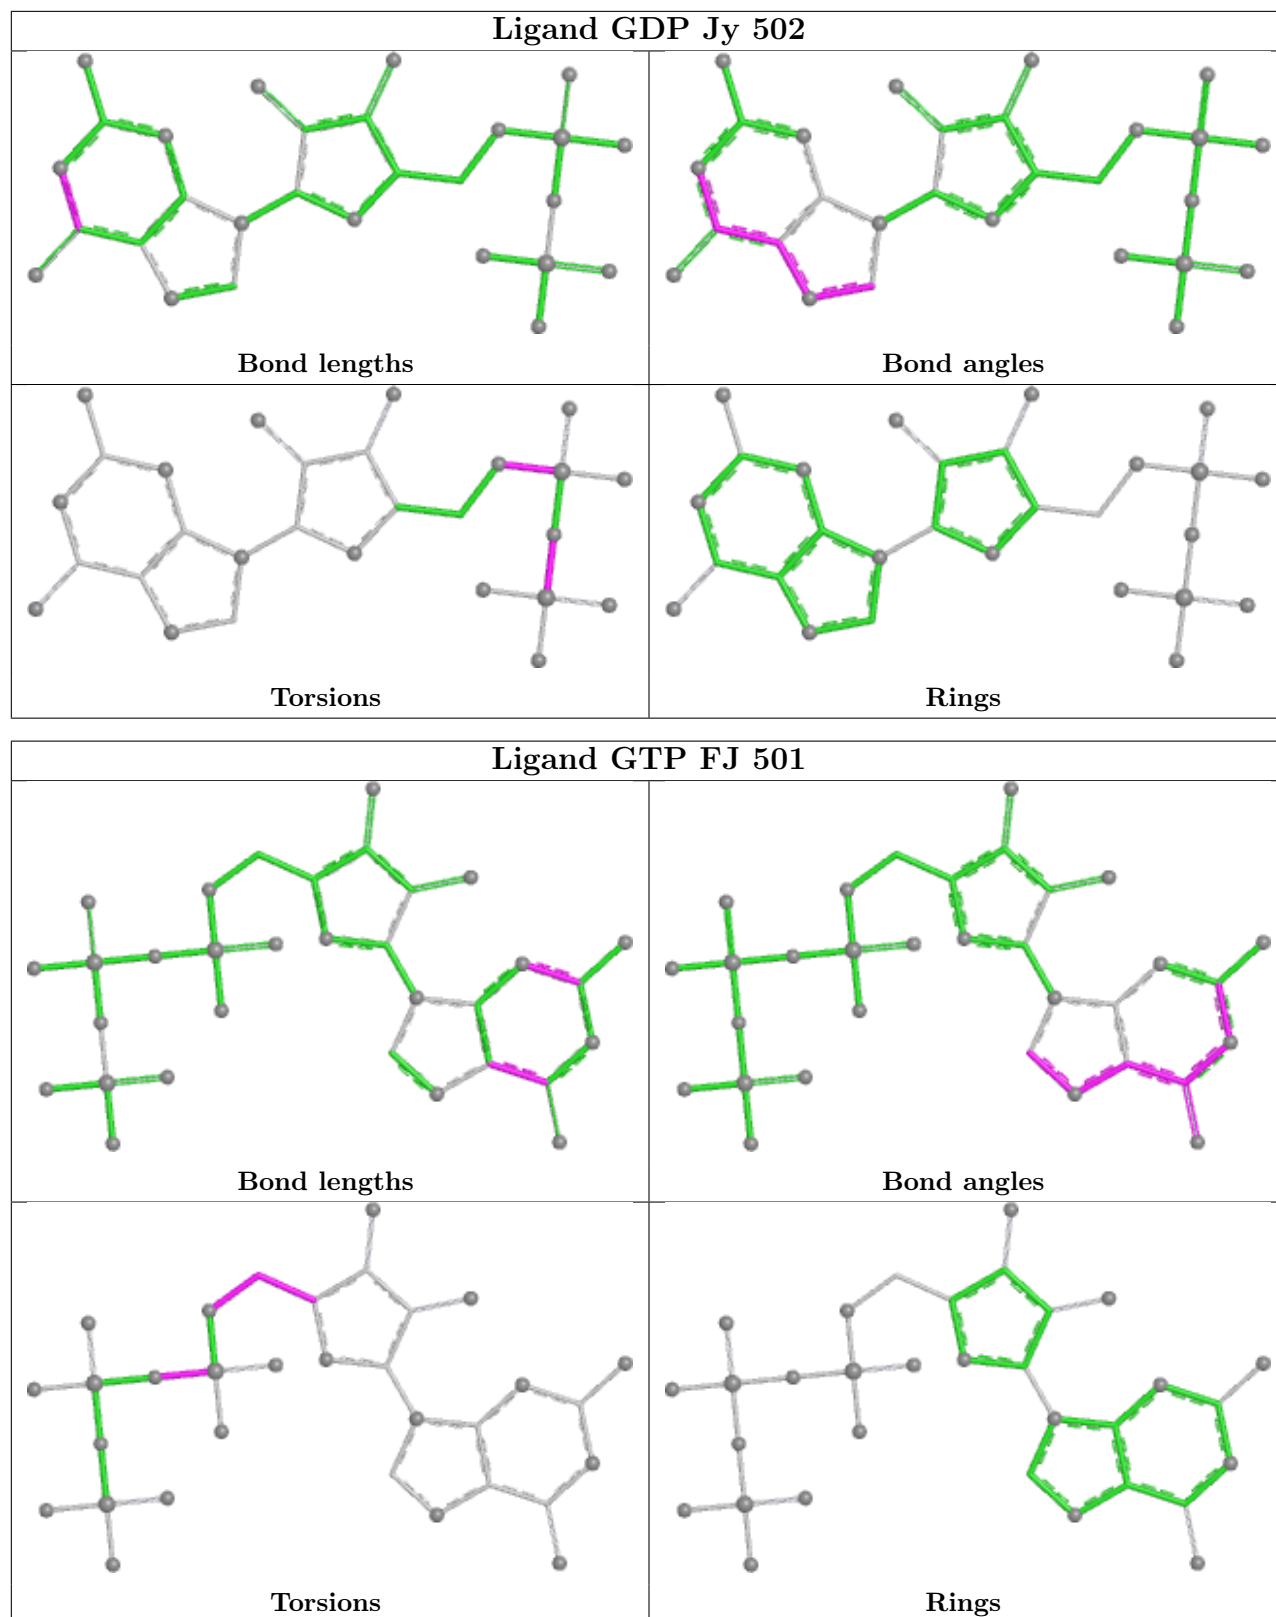 Ligand GDP Jy 502
Bond lengths
Bond angles
Torsions
Rings
Ligand GTP FJ 501
Bond lengths
Bond angles
Torsions
Rings